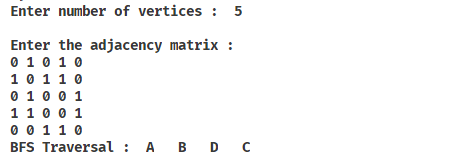 Enter number of vertices :  5
Enter the adjacency matrix :
0 1 0 1 0
1 0 1 1 0
0 1 0 0 1
1 1 0 0 1
0 0 1 1 0
BFS Traversal :  A   B   D   C